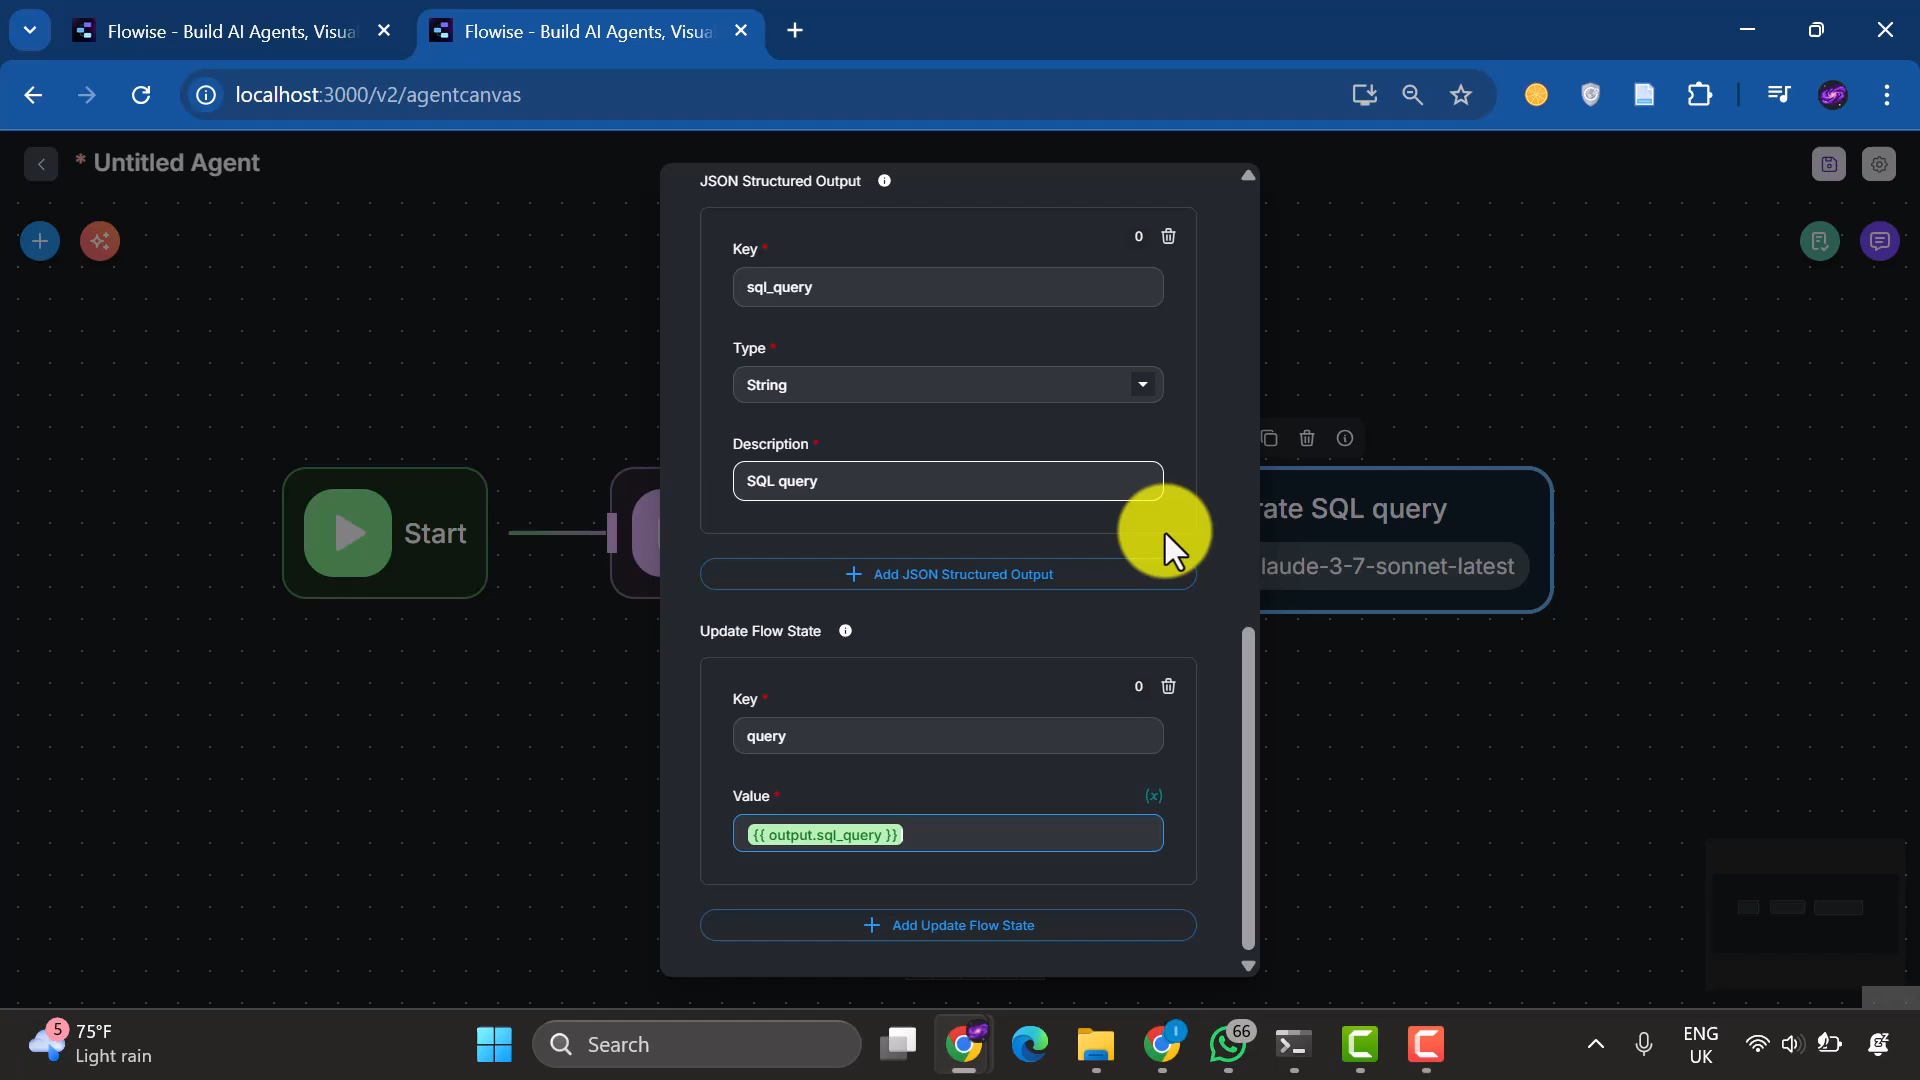 Flowise - Build AI Agents, Visua
Flowise - Build AI Agents, Visua
localhost:3000/v2/agentcanvas
* Untitled Agent
JSON Structured Output
0
Key *
sql_query
Type *
String
Description *
SQL query
Add JSON Structured Output
Update Flow State
0
Key *
query
Value *
(x)
{{ output.sql_query }}
Add Update Flow State
Start
rate SQL query
laude-3-7-sonnet-latest
5
75°F
Light rain
Search
66
ENG
UK